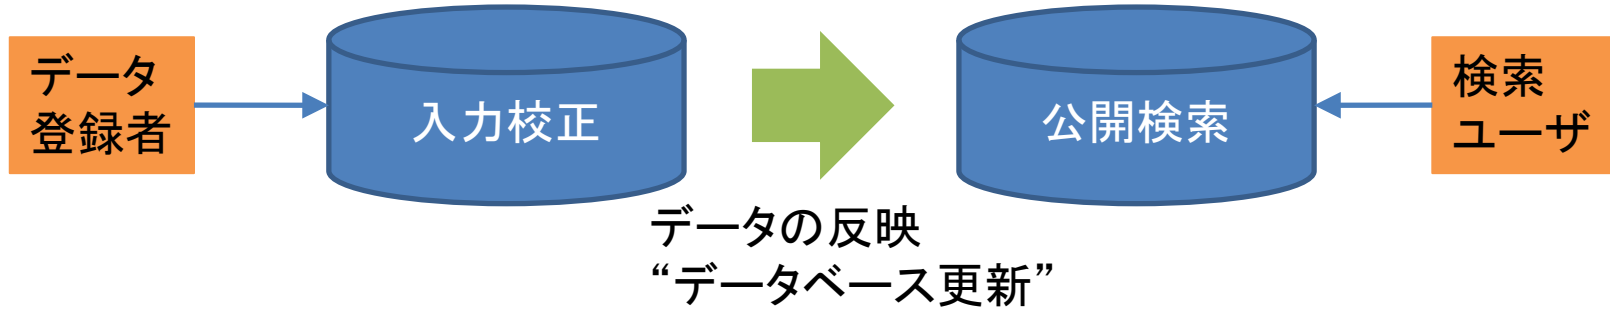 データ
登録者
入力校正
データの反映
“データベース更新”
公開検索
検索
ユーザ